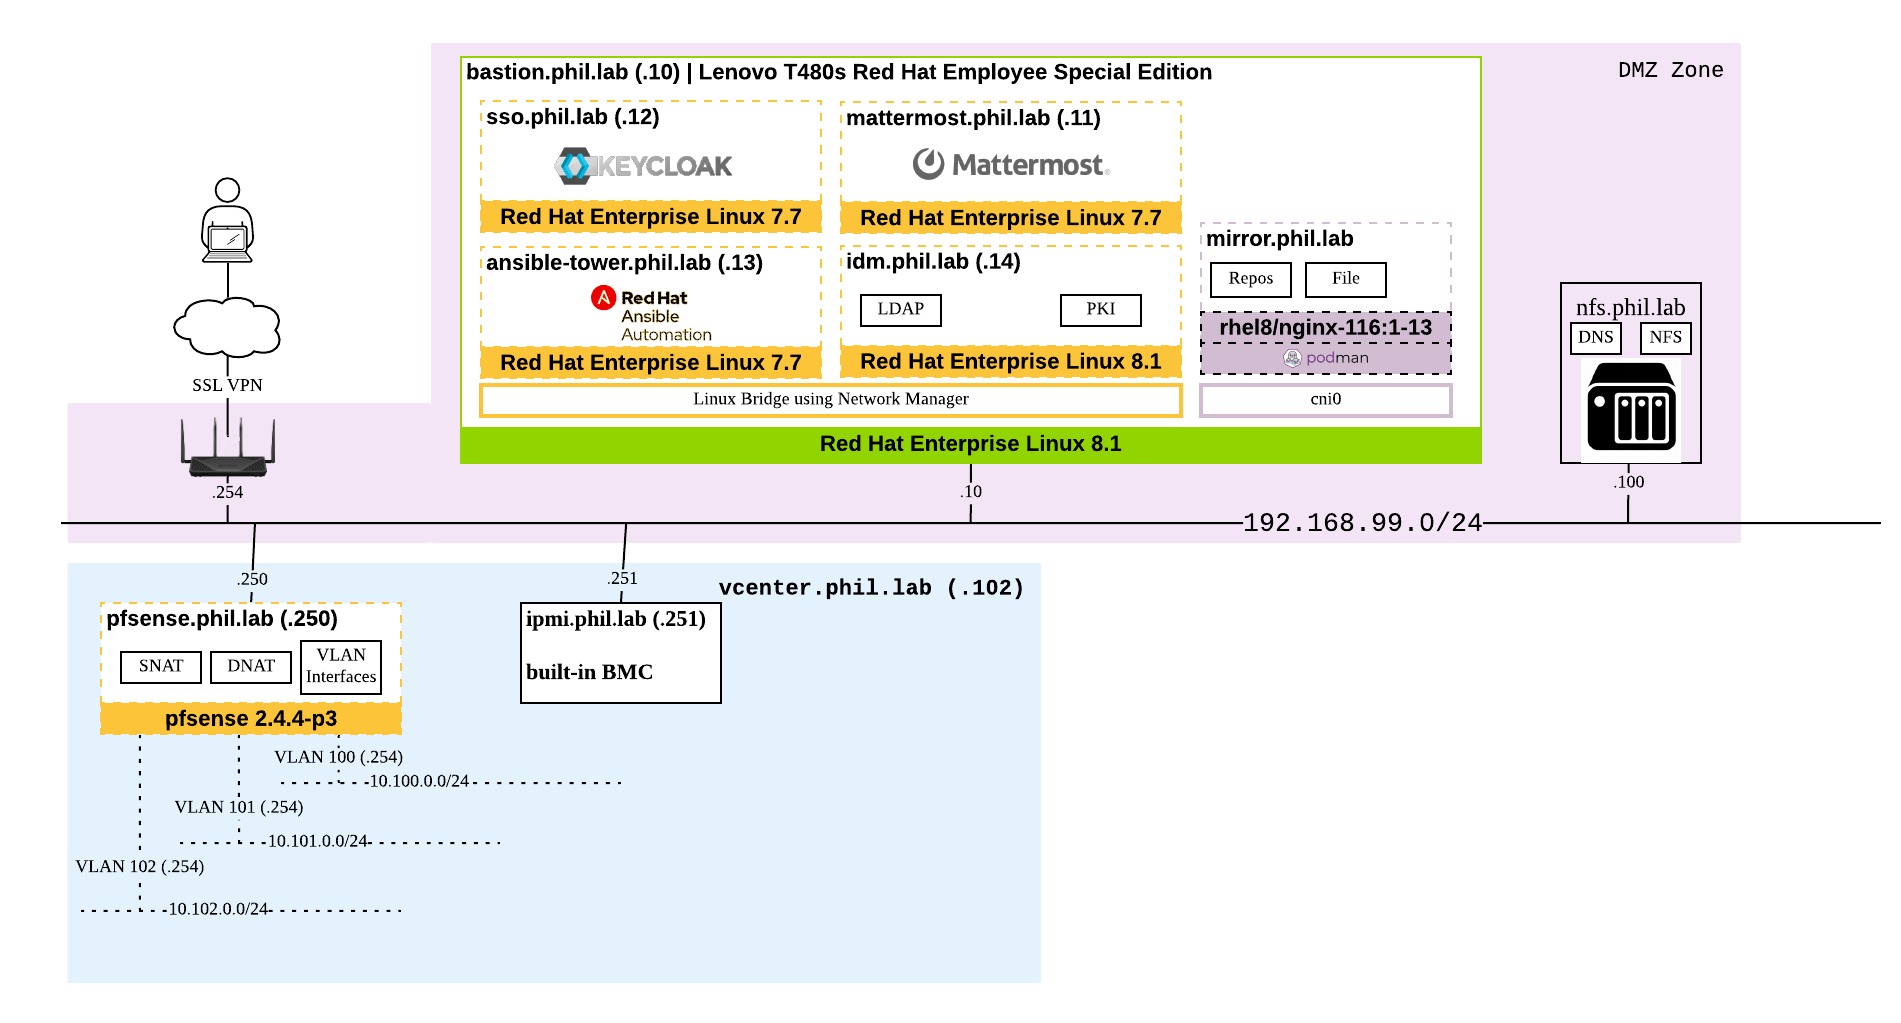 DMZ Zone
bastion.phil.lab (.10) | Lenovo T480s Red Hat Employee Special Edition
sso.phil.lab (.12)
KEYCLOAK
Red Hat Enterprise Linux 7.7
mattermost.phil.lab (.11)
Mattermost
Red Hat Enterprise Linux 7.7
ansible-tower.phil.lab (.13)
Red Hat
Ansible
Automation
Red Hat Enterprise Linux 7.7
idm.phil.lab (.14)
LDAP
PKI
Red Hat Enterprise Linux 8.1
mirror.phil.lab
Repos
File
rhel8/nginx-116:1-13
podman
Linux Bridge using Network Manager
cni0
Red Hat Enterprise Linux 8.1
nfs.phil.lab
DNS
NFS
SSL VPN
.254
.10
.100
192.168.99.0/24
.250
.251
vcenter.phil.lab (.102)
pfsense.phil.lab (.250)
SNAT
DNAT
VLAN
Interfaces
pfsense 2.4.4-p3
ipmi.phil.lab (.251)
built-in BMC
VLAN 100 (.254)
10.100.0.0/24
VLAN 101 (.254)
10.101.0.0/24
VLAN 102 (.254)
10.102.0.0/24